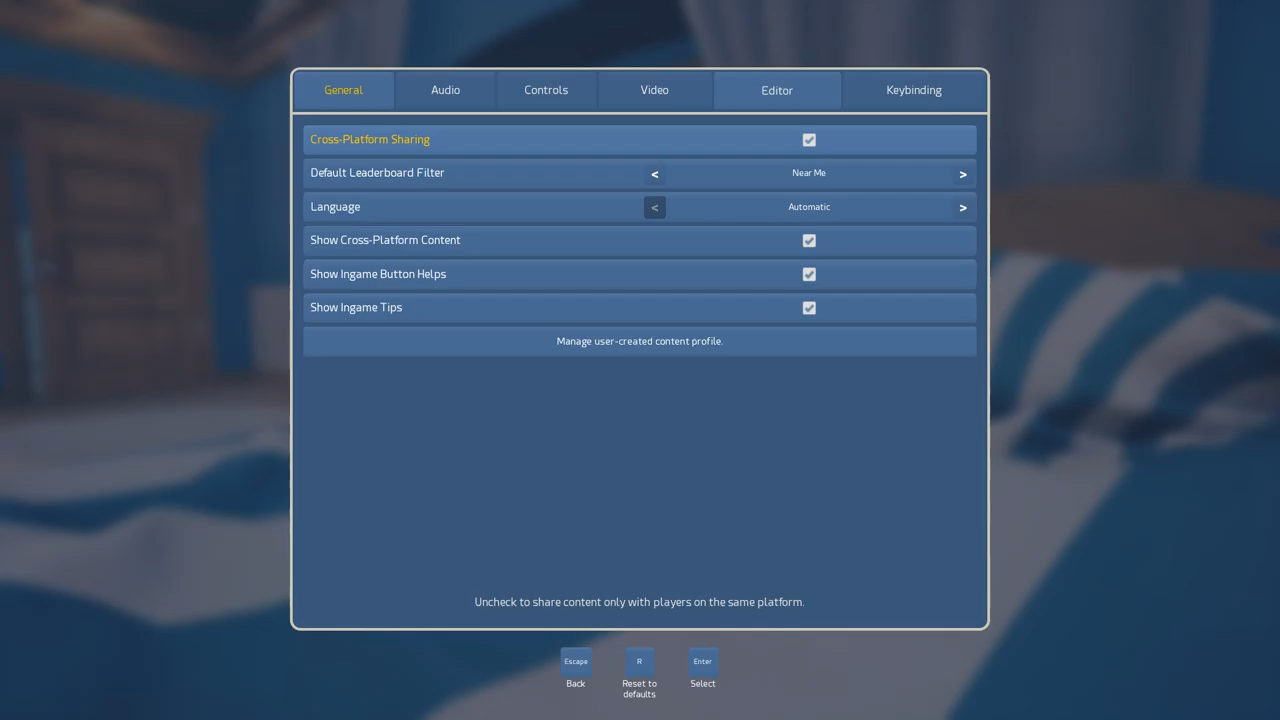 General Audio Controls Video Editor Keybinding
Cross-Platform Sharing
Default Leaderboard Filter < Near Me >
Language < Automatic >
Show Cross-Platform Content
Show Ingame Button Helps
Show Ingame Tips
Manage user-created content profile.
Uncheck to share content only with players on the same platform.
Escape R Enter
Back Reset to Select
defaults